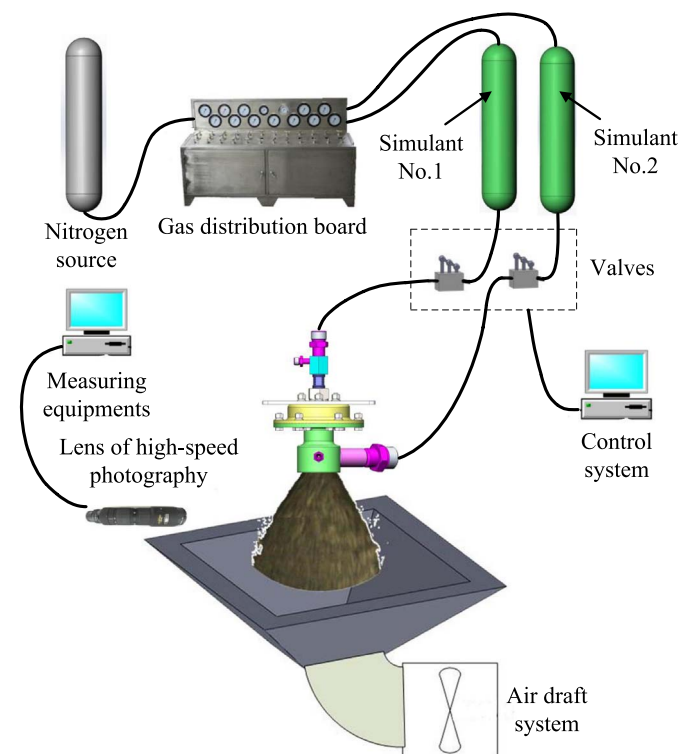 Simulant
No.1
Simulant
No.2
Nitrogen
source
Gas distribution board
Valves
Measuring
equipments
Control
system
Lens of high-speed
photography
Air draft
system